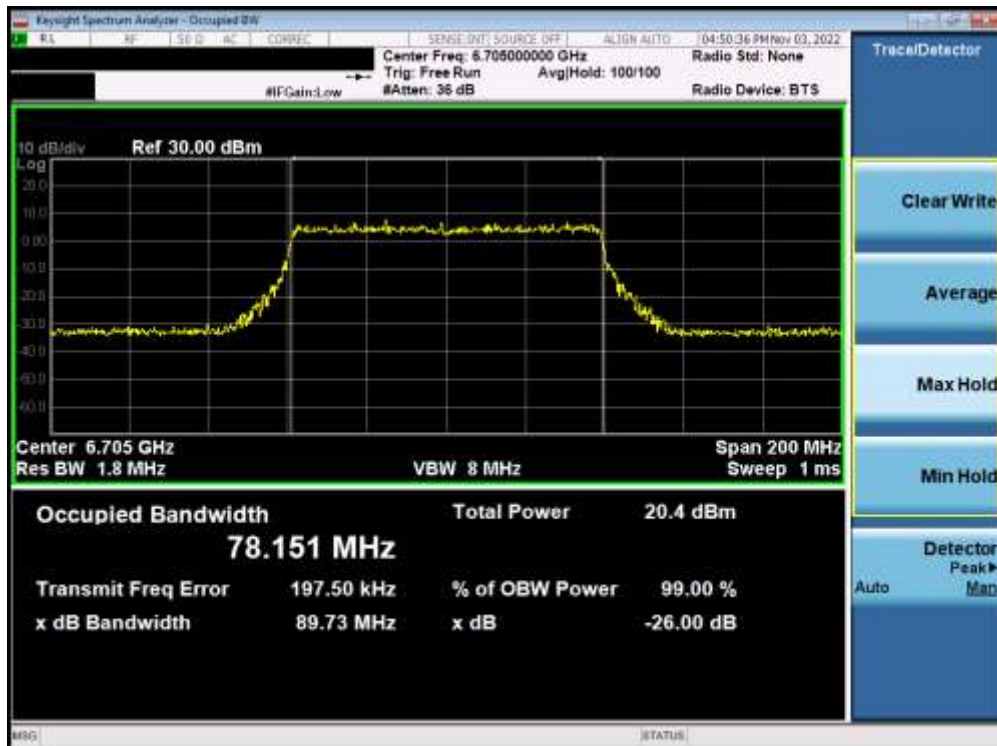 Keysight Spectrum Analyzer - Occupied BW
RL RF 50 Ω AC CORREC SENSE:INT SOURCE OFF ALIGN AUTO 04:50:36 PM Nov 03, 2022
Center Freq: 6.705000000 GHz Radio Std: None
Trig: Free Run Avg|Hold: 100/100
#IFGain:Low #Atten: 36 dB Radio Device: BTS
Trace/Detector
10 dB/div Ref 30.00 dBm
Log
20.0
10.0
0.00
-10.0
-20.0
-30.0
-40.0
-50.0
-60.0
Center 6.705 GHz Span 200 MHz
Res BW 1.8 MHz VBW 8 MHz Sweep 1 ms
Occupied Bandwidth Total Power 20.4 dBm
78.151 MHz
Transmit Freq Error 197.50 kHz % of OBW Power 99.00 %
x dB Bandwidth 89.73 MHz x dB -26.00 dB
Clear Write
Average
Max Hold
Min Hold
Detector
Peak▶
Auto Man
MSG STATUS